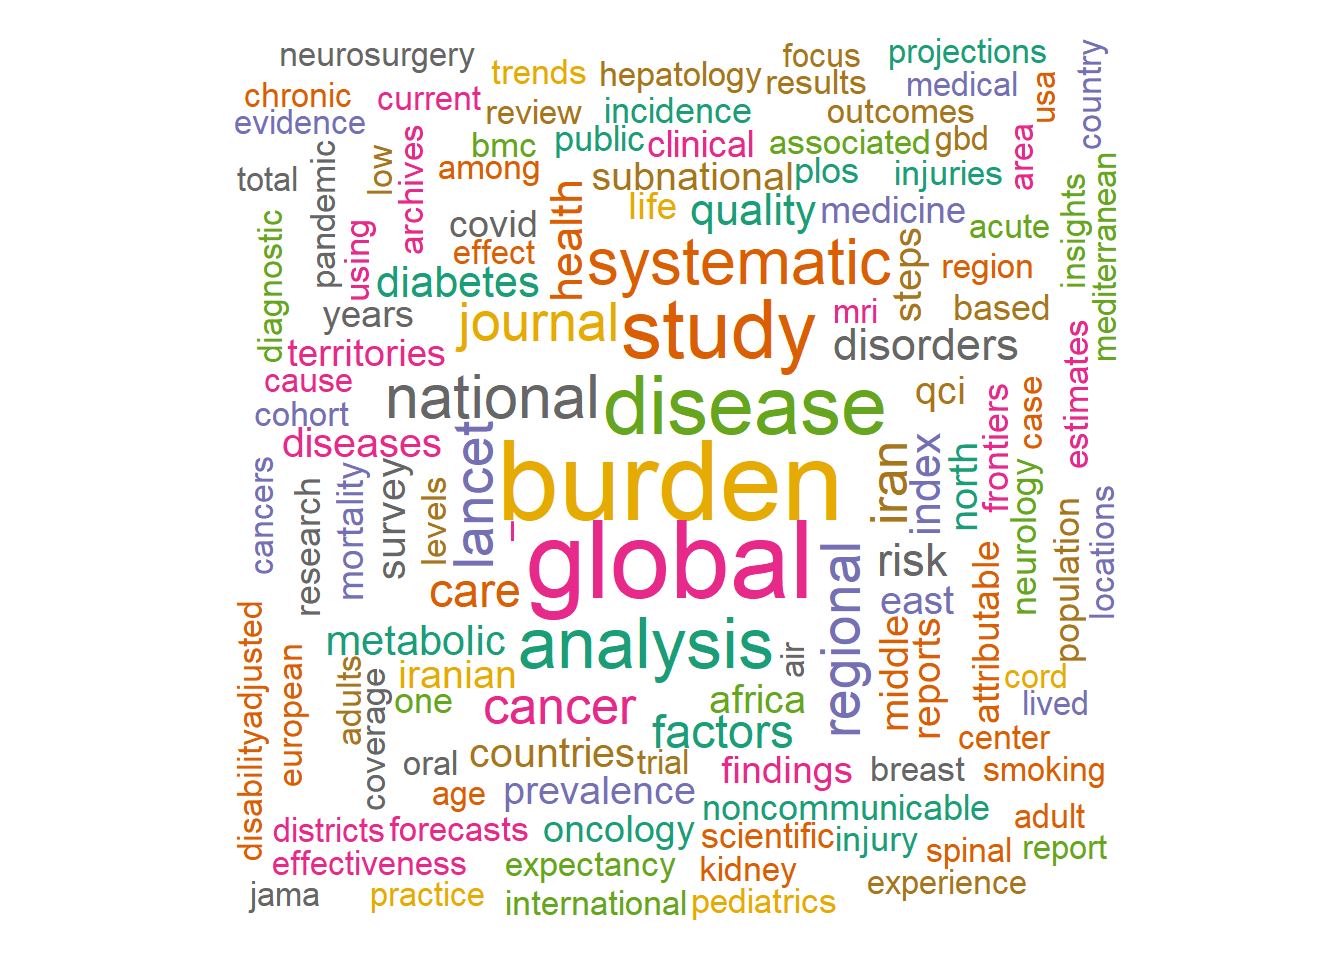 neurosurgery
trends
hepatology
focus
results
projections
medical
country
usa
chronic
current
review
incidence
outcomes
evidence
bmc
public
clinical
associated
gbd
area
total
pandemic
low
archives
among
subnational
plos
injuries
life
quality
medicine
acute
insights
mediterranean
diagnostic
using
covid
effect
health
systematic
steps
region
diabetes
years
journal
study
mri
based
disorders
territories
cause
cohort
national
disease
qci
frontiers
case
estimates
diseases
lancet
burden
iran
index
north
neurology
cancers
research
mortality
survey
levels
_
global
regional
risk
east
attributable
population
locations
care
metabolic
analysis
air
middle
reports
disabilityadjusted
european
adults
coverage
iranian
one
cancer
africa
factors
cord
lived
center
oral
countries
trial
findings
breast
smoking
age
prevalence
noncommunicable
adult
districts
forecasts
oncology
scientific
injury
spinal
report
effectiveness
expectancy
kidney
experience
jama
practice
international
pediatrics